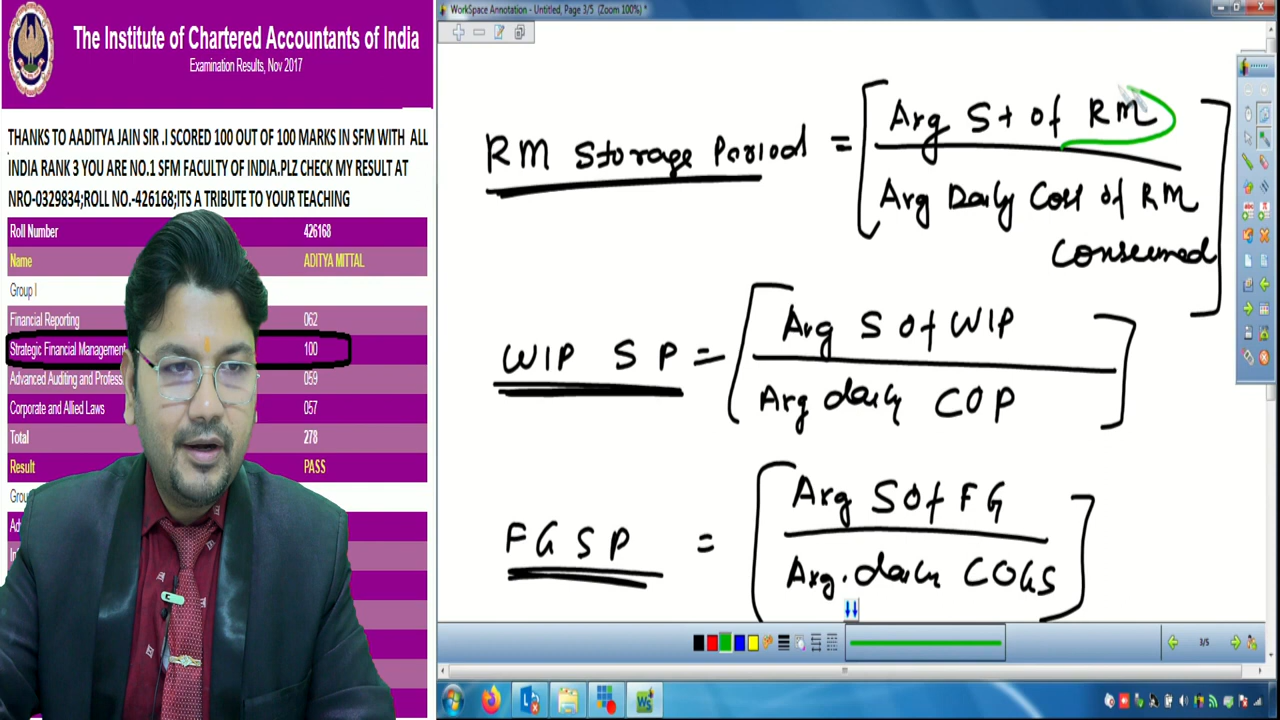 The Institute of Chartered Accountants of India
Examination Results, Nov 2017
THANKS TO AADITYA JAIN SIR .I SCORED 100 OUT OF 100 MARKS IN SFM WITH ALL
INDIA RANK 3 YOU ARE NO.1 SFM FACULTY OF INDIA.PLZ CHECK MY RESULT AT
NRO-0329834;ROLL NO.-426168;ITS A TRIBUTE TO YOUR TEACHING
Roll Number 426168
Name ADITYA MITTAL
Group I
Financial Reporting 062
Strategic Financial Management 100
Advanced Auditing and Profess 059
Corporate and Allied Laws 057
Total 278
Result PASS
Grou
WorkSpace Annotation - Untitled, Page 3/5 (Zoom 100%) *
RM Storage Period = [ Avg St of RM
Avg Daily Cost of RM
Consumed ]
WIP S P = [ Avg S Of WIP
Avg daily COP ]
FG S P = [ Avg S Of FG
Avg. daily COGS ]
3/5